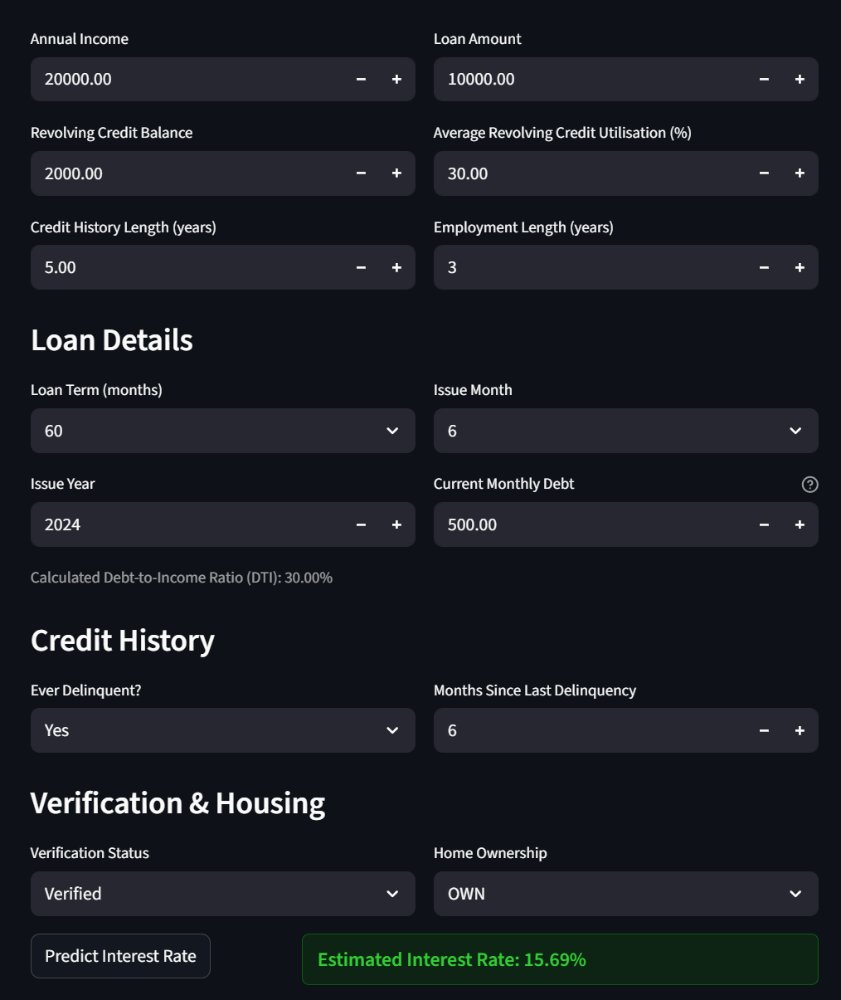 Annual Income
Loan Amount
20000.00
10000.00
Revolving Credit Balance
Average Revolving Credit Utilisation (%)
2000.00
30.00
Credit History Length (years)
Employment Length (years)
5.00
3
Loan Details
Loan Term (months)
Issue Month
60
6
Issue Year
Current Monthly Debt
2024
500.00
Calculated Debt-to-Income Ratio (DTI): 30.00%
Credit History
Ever Delinquent?
Months Since Last Delinquency
Yes
6
Verification & Housing
Verification Status
Home Ownership
Verified
OWN
Predict Interest Rate
Estimated Interest Rate: 15.69%